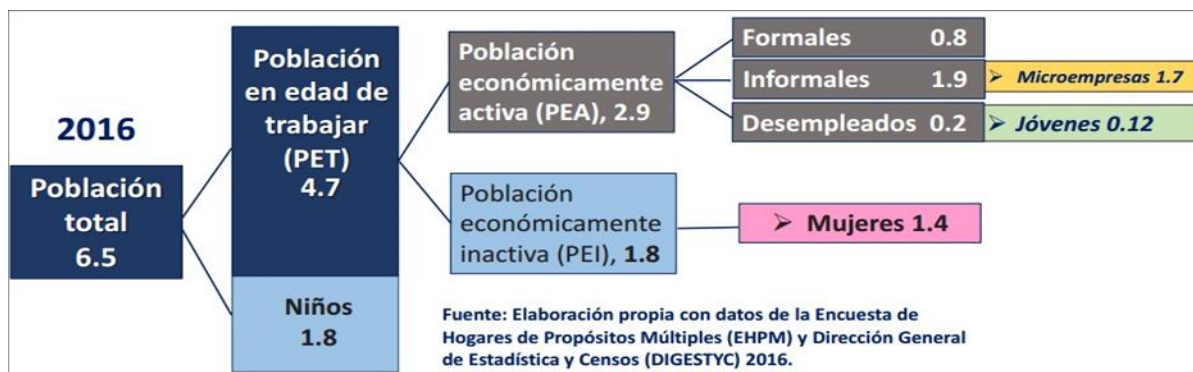 2016
Población
total
6.5
Población
en edad de
trabajar
(PET)
4.7
Niños
1.8
Población
económicamente
activa (PEA), 2.9
Población
económicamente
inactiva (PEI), 1.8
Formales 0.8
Informales 1.9
Desempleados 0.2
➢ Microempresas 1.7
➢ Jóvenes 0.12
➢ Mujeres 1.4
Fuente: Elaboración propia con datos de la Encuesta de
Hogares de Propósitos Múltiples (EHPM) y Dirección General
de Estadística y Censos (DIGESTYC) 2016.